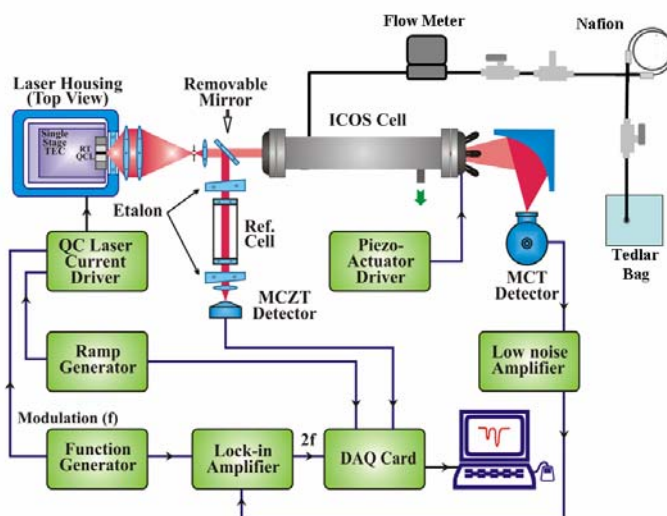 Flow Meter
Nafion
Laser Housing
(Top View)
Removable
Mirror
ICOS Cell
Single
Stage
TEC
RT
QCL
Etalon
Ref.
Cell
QC Laser
Current
Driver
Piezo-
Actuator
Driver
MCT
Detector
Tedlar
Bag
MCZT
Detector
Ramp
Generator
Low noise
Amplifier
Modulation (f)
Function
Generator
Lock-in
Amplifier
2f
DAQ Card